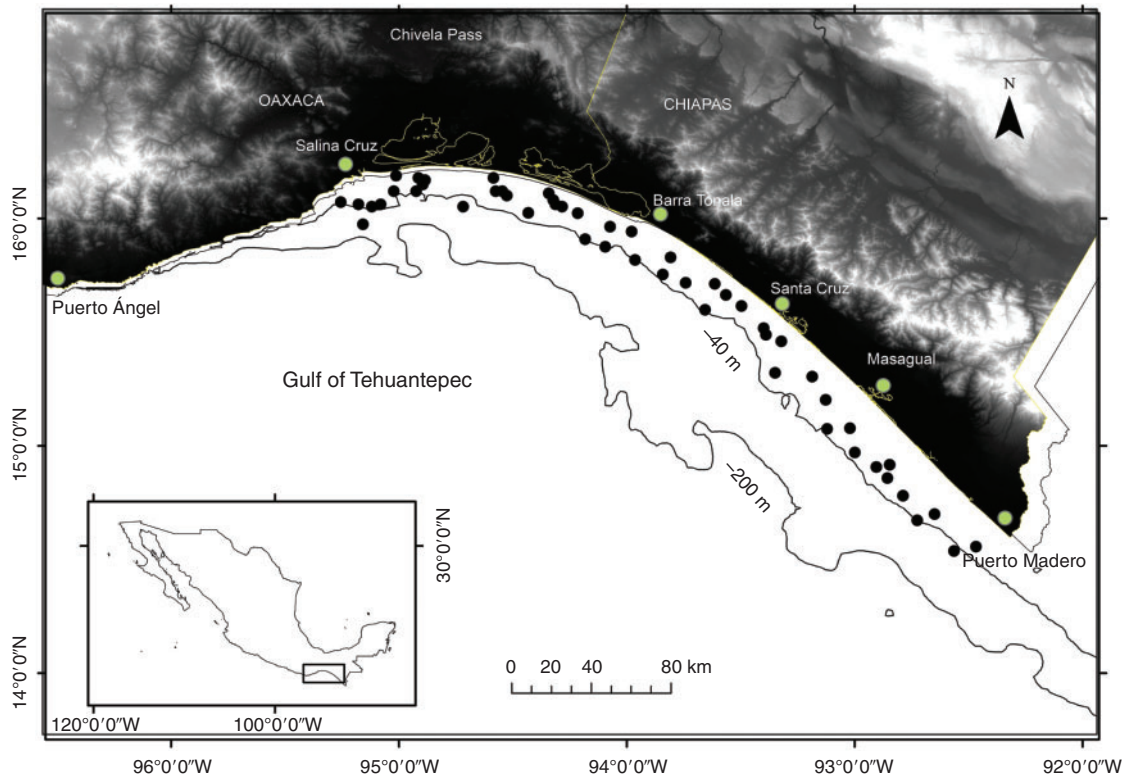 Chivela Pass
N
OAXACA
CHIAPAS
Salina Cruz
Barra Tonala
16°0′0″N
Puerto Ángel
Santa Cruz
−40 m
Masagual
Gulf of Tehuantepec
15°0′0″N
−200 m
30°0′0″N
Puerto Madero
14°0′0″N
0 20 40 80 km
120°0′0″W 100°0′0″W
96°0′0″W 95°0′0″W 94°0′0″W 93°0′0″W 92°0′0″W